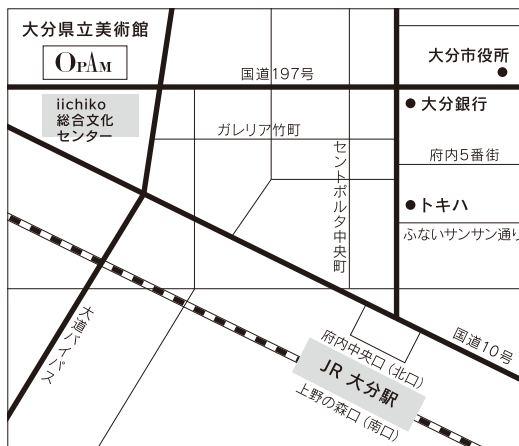 大分県立美術館
OPAM
大分市役所
国道197号
iichiko
総合文化
センター
大分銀行
ガレリア竹町
セントポルタ中央町
府内5番街
トキハ
ふないサンサン通り
大道バイパス
府内中央口(北口)
国道10号
JR 大分駅
上野の森口(南口)